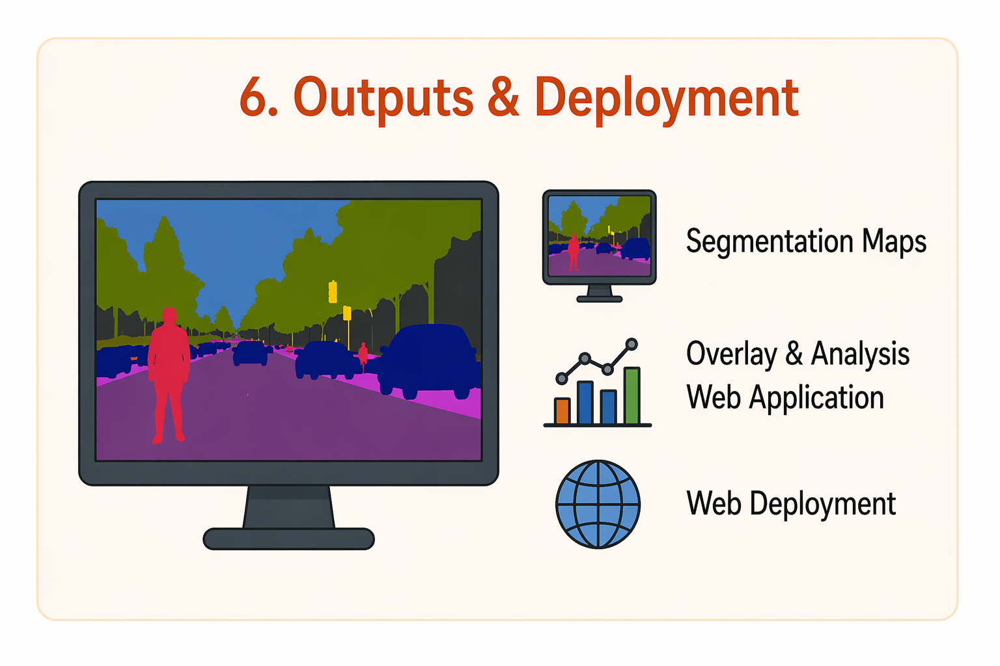 6. Outputs & Deployment
Segmentation Maps
Overlay & Analysis
Web Application
Web Deployment